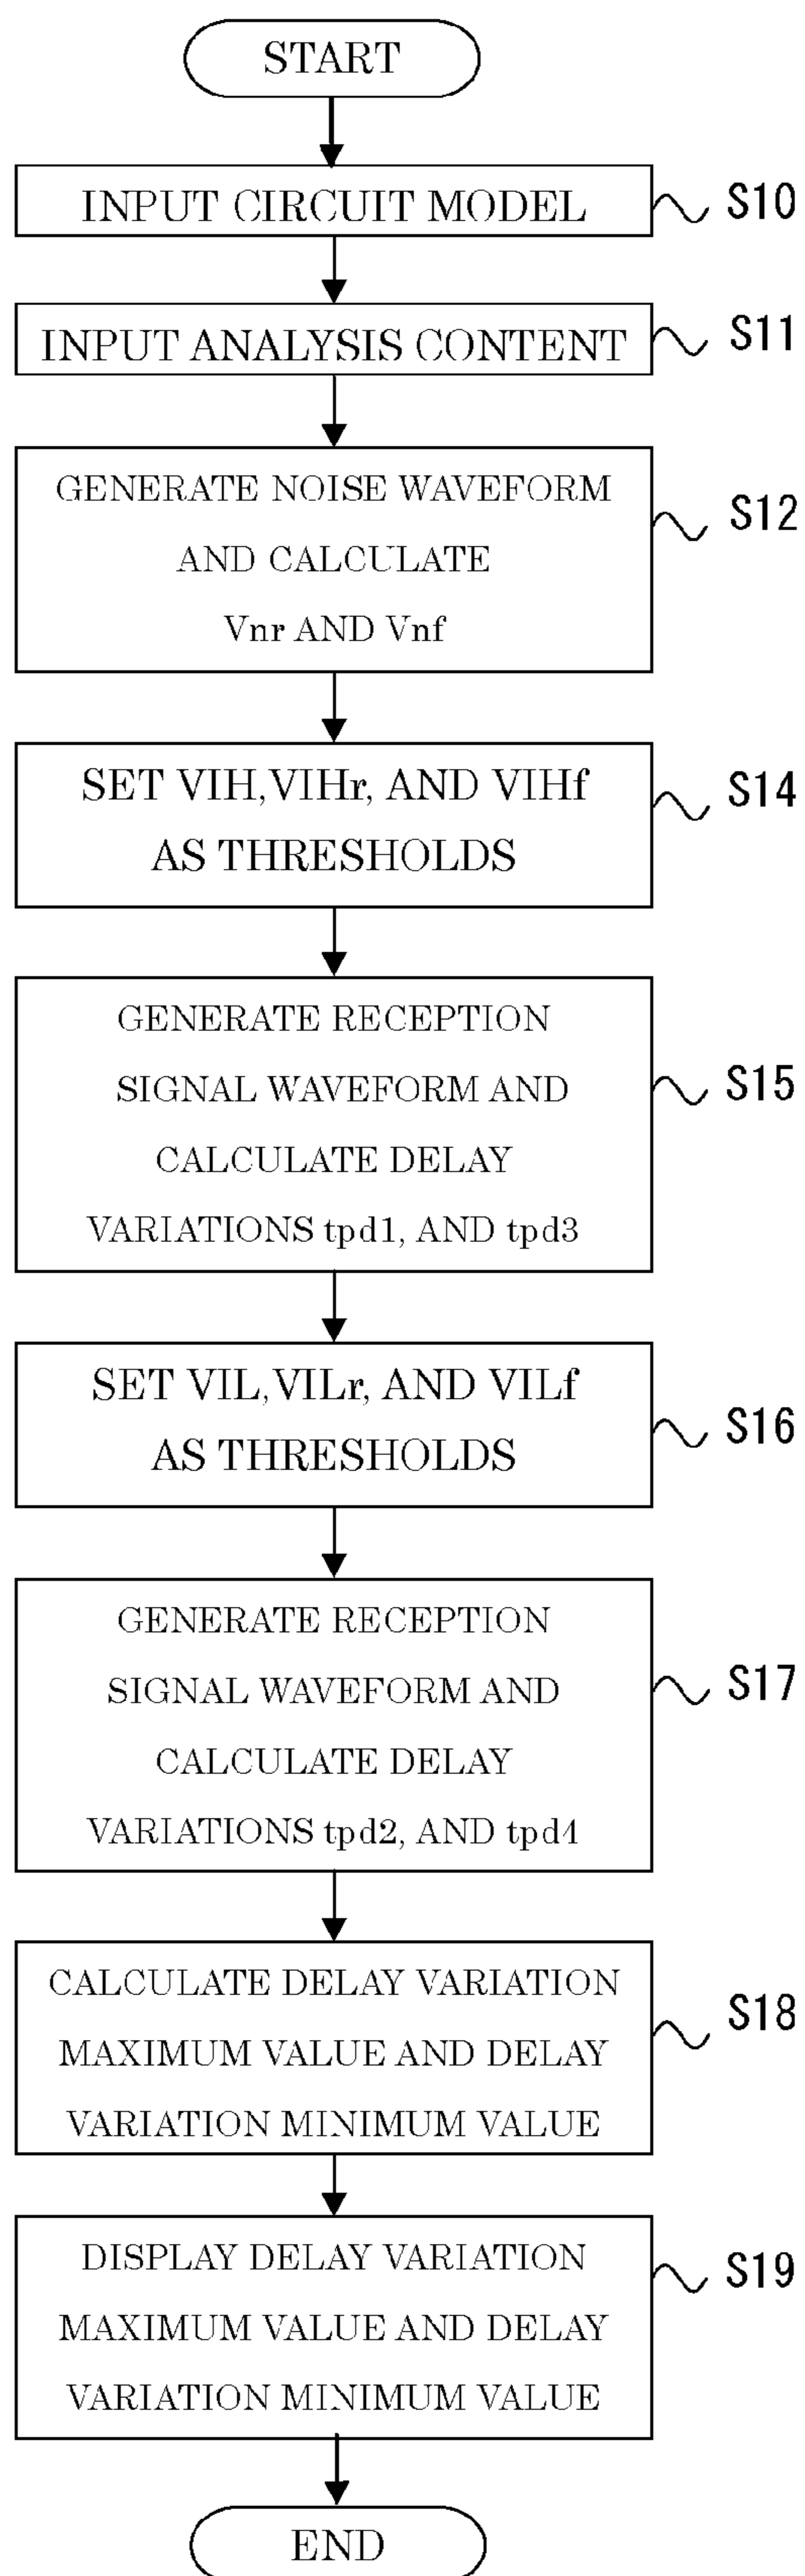 START
INPUT CIRCUIT MODEL
S10
INPUT ANALYSIS CONTENT
S11
GENERATE NOISE WAVEFORM
AND CALCULATE
Vnr AND Vnf
S12
SET VIH,VIHr, AND VIHf
AS THRESHOLDS
S14
GENERATE RECEPTION
SIGNAL WAVEFORM AND
CALCULATE DELAY
VARIATIONS tpd1, AND tpd3
S15
SET VIL,VILr, AND VILf
AS THRESHOLDS
S16
GENERATE RECEPTION
SIGNAL WAVEFORM AND
CALCULATE DELAY
VARIATIONS tpd2, AND tpd4
S17
CALCULATE DELAY VARIATION
MAXIMUM VALUE AND DELAY
VARIATION MINIMUM VALUE
S18
DISPLAY DELAY VARIATION
MAXIMUM VALUE AND DELAY
VARIATION MINIMUM VALUE
S19
END